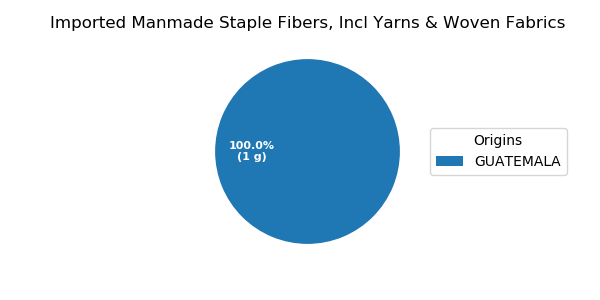 Imported Manmade Staple Fibers, Incl Yarns & Woven Fabrics
100.0%
(1 g)
Origins
GUATEMALA